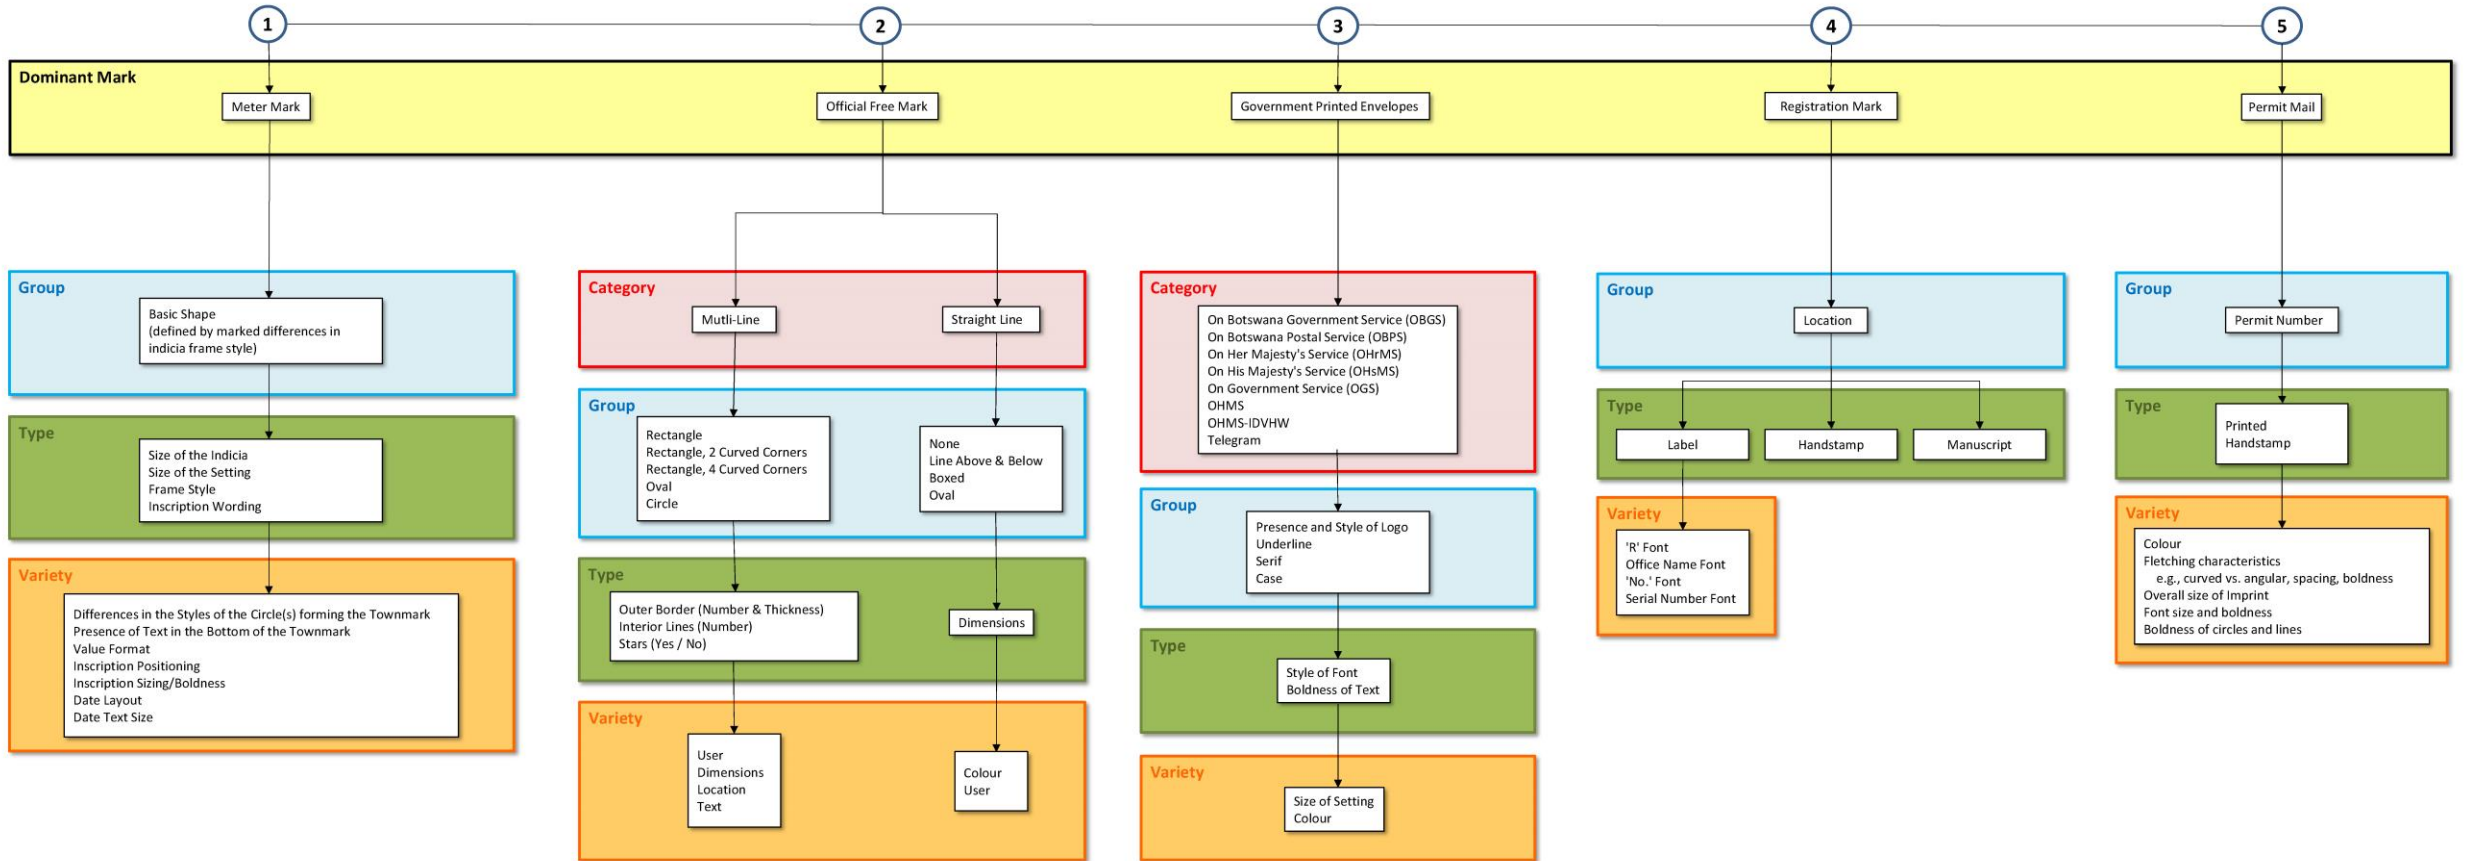 1
2
3
4
5
Dominant Mark
Meter Mark
Official Free Mark
Government Printed Envelopes
Registration Mark
Permit Mail
Group
Basic Shape
(defined by marked differences in
indicia frame style)
Type
Size of the Indicia
Size of the Setting
Frame Style
Inscription Wording
Variety
Differences in the Styles of the Circle(s) forming the Townmark
Presence of Text in the Bottom of the Townmark
Value Format
Inscription Positioning
Inscription Sizing/Boldness
Date Layout
Date Text Size
Category
Mutli-Line
Straight Line
Group
Rectangle
Rectangle, 2 Curved Corners
Rectangle, 4 Curved Corners
Oval
Circle
None
Line Above & Below
Boxed
Oval
Type
Outer Border (Number & Thickness)
Interior Lines (Number)
Stars (Yes / No)
Dimensions
Variety
User
Dimensions
Location
Text
Colour
User
Category
On Botswana Government Service (OBGS)
On Botswana Postal Service (OBPS)
On Her Majesty's Service (OHrMS)
On His Majesty's Service (OHsMS)
On Government Service (OGS)
OHMS
OHMS-IDVHW
Telegram
Group
Presence and Style of Logo
Underline
Serif
Case
Type
Style of Font
Boldness of Text
Variety
Size of Setting
Colour
Group
Location
Type
Label
Handstamp
Manuscript
Variety
'R' Font
Office Name Font
'No.' Font
Serial Number Font
Group
Permit Number
Type
Printed
Handstamp
Variety
Colour
Fletching characteristics
e.g., curved vs. angular, spacing, boldness
Overall size of Imprint
Font size and boldness
Boldness of circles and lines